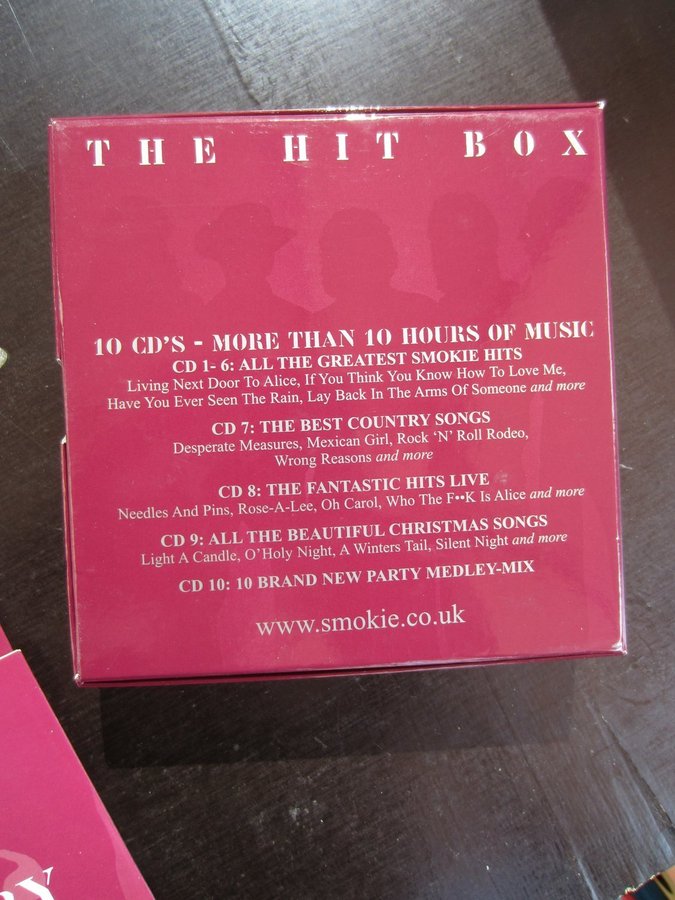 THE HIT BOX
10 CD'S - MORE THAN 10 HOURS OF MUSIC
CD 1- 6: ALL THE GREATEST SMOKIE HITS
Living Next Door To Alice, If You Think You Know How To Love Me,
Have You Ever Seen The Rain, Lay Back In The Arms Of Someone and more
CD 7: THE BEST COUNTRY SONGS
Desperate Measures, Mexican Girl, Rock 'N' Roll Rodeo,
Wrong Reasons and more
CD 8: THE FANTASTIC HITS LIVE
Needles And Pins, Rose-A-Lee, Oh Carol, Who The F••K Is Alice and more
CD 9: ALL THE BEAUTIFUL CHRISTMAS SONGS
Light A Candle, O'Holy Night, A Winters Tail, Silent Night and more
CD 10: 10 BRAND NEW PARTY MEDLEY-MIX
www.smokie.co.uk